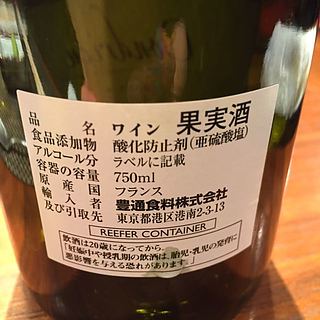 品名 ワイン 果実酒
食品添加物 酸化防止剤(亜硫酸塩)
アルコール分 ラベルに記載
容器の容量 750ml
原産国 フランス
輸入者 豊通食料株式会社
及び引取先 東京都港区港南2-3-13
REEFER CONTAINER
飲酒は20歳になってから。
「妊娠中や授乳期の飲酒は、胎児・乳児の発育に
悪影響を与える恐れがあります。」